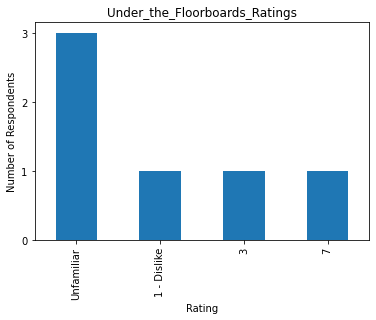 Under_the_Floorboards_Ratings
Number of Respondents
3
2
1
0
Unfamiliar
1 - Dislike
3
7
Rating